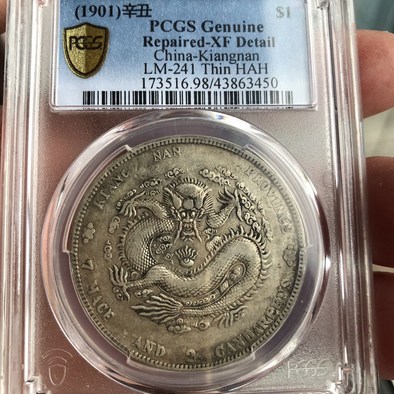 (1901)辛丑 $1
PCGS Genuine
Repaired-XF Detail
China-Kiangnan
LM-241 Thin HAH
173516.98/43863450
PCGS
KIANG NAN PROVINCE
7 MACE AND 2 CANDAREENS
PCGS